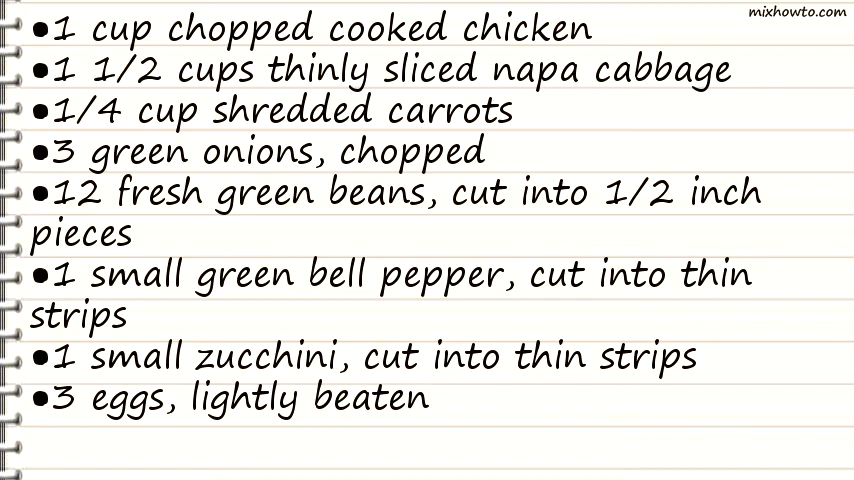 mixhowto.com
•1 cup chopped cooked chicken
•1 1/2 cups thinly sliced napa cabbage
•1/4 cup shredded carrots
•3 green onions, chopped
•12 fresh green beans, cut into 1/2 inch
pieces
•1 small green bell pepper, cut into thin
strips
•1 small zucchini, cut into thin strips
•3 eggs, lightly beaten